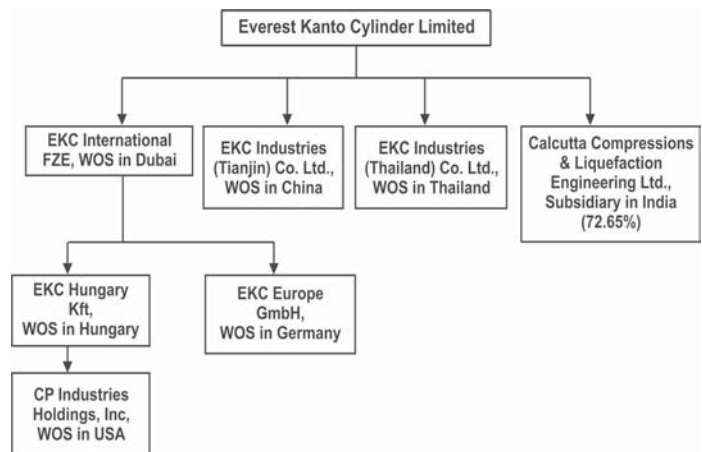 Everest Kanto Cylinder Limited
EKC International
FZE, WOS in Dubai
EKC Industries
(Tianjin) Co. Ltd.,
WOS in China
EKC Industries
(Thailand) Co. Ltd.,
WOS in Thailand
Calcutta Compressions
& Liquefaction
Engineering Ltd.,
Subsidiary in India
(72.65%)
EKC Hungary
Kft,
WOS in Hungary
EKC Europe
GmbH,
WOS in Germany
CP Industries
Holdings, Inc,
WOS in USA